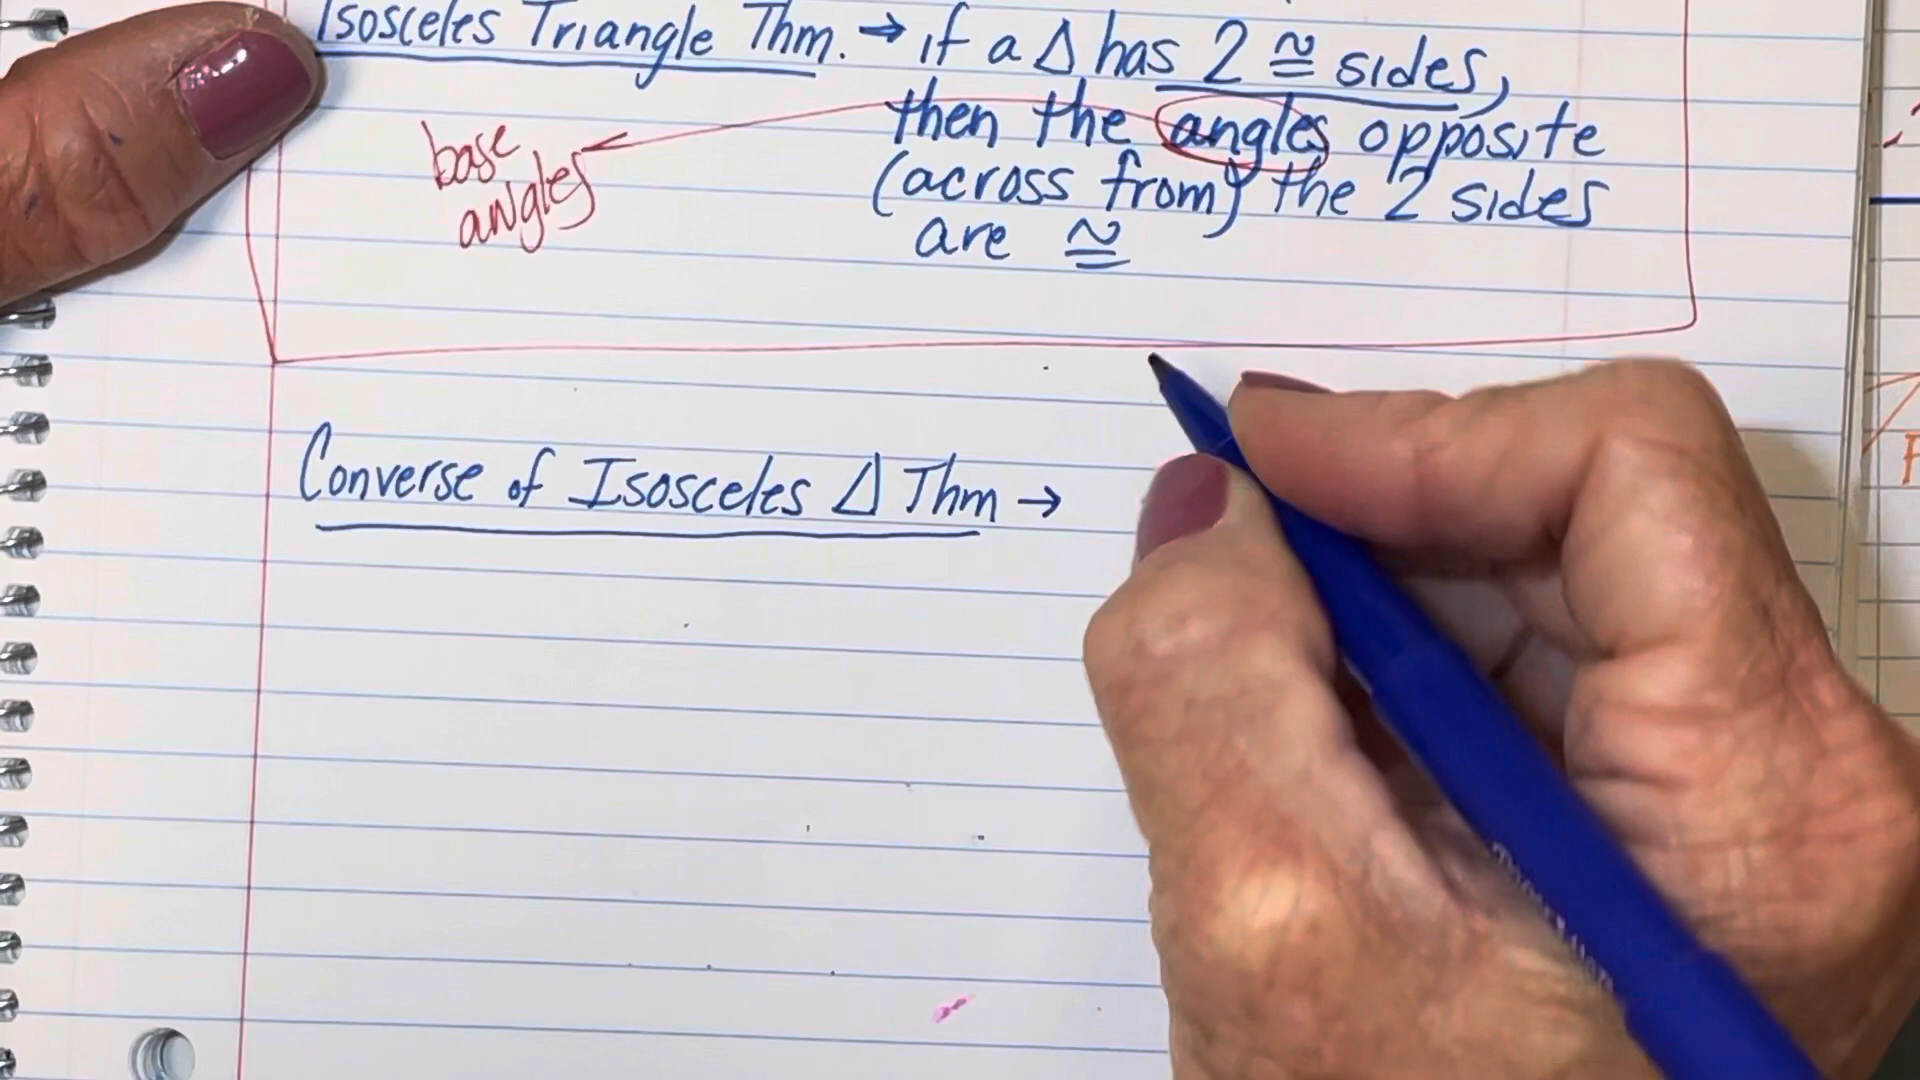 Isosceles Triangle Thm. → if a Δ has 2 ≅ sides,
then the angles opposite
(across from) the 2 sides
are ≅
base
angles
Converse of Isosceles Δ Thm →